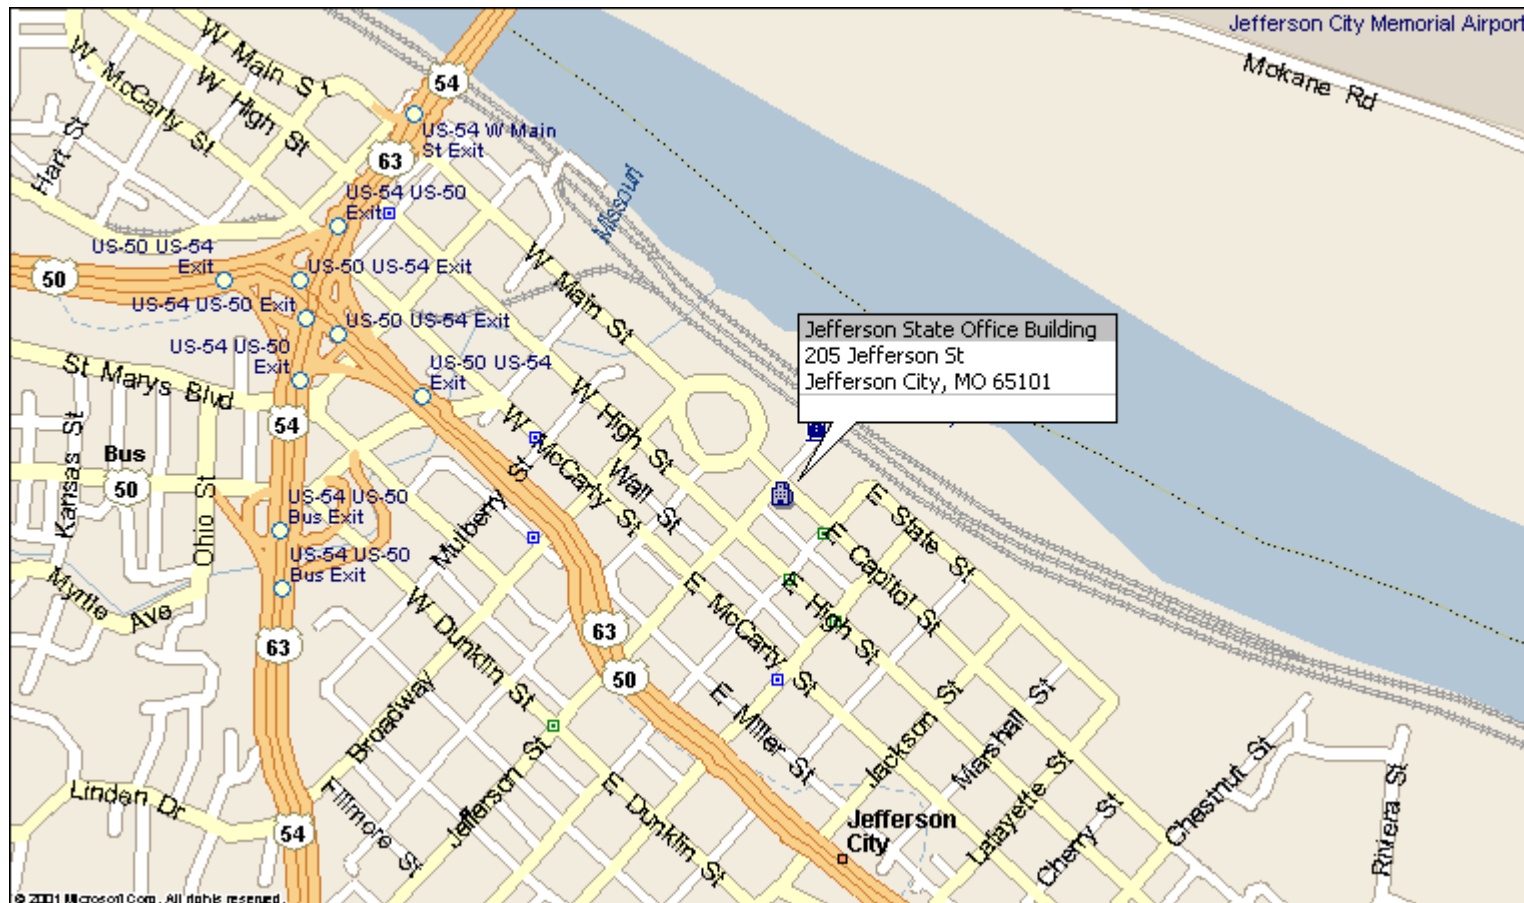 Jefferson City Memorial Airport
Mokane Rd
W Main St
W High St
W McCarty St
Hart St
54
US-54 W Main
St Exit
63
US-54 US-50
Exit
Missouri
US-50 US-54
Exit
50
US-50 US-54 Exit
US-54 US-50 Exit
US-50 US-54 Exit
W Main St
US-54 US-50
Exit
US-50 US-54
Exit
Jefferson State Office Building
205 Jefferson St
Jefferson City, MO 65101
St Marys Blvd
54
W High St
W McCarty St
Wall St
Kansas St
Bus
50
Ohio St
US-54 US-50
Bus Exit
US-54 US-50
Bus Exit
Mulberry St
E State St
E Capitol St
E High St
E McCarty St
Myrtle Ave
W Dunklin St
63
63
50
Broadway
E Miller St
Jackson St
Marshall St
Linden Dr
54
Fillmore St
Jefferson St
E Dunklin St
Jefferson
City
Lafayette St
Cherry St
Chestnut St
Riviera St
© 2001 Microsoft Corp. All rights reserved.